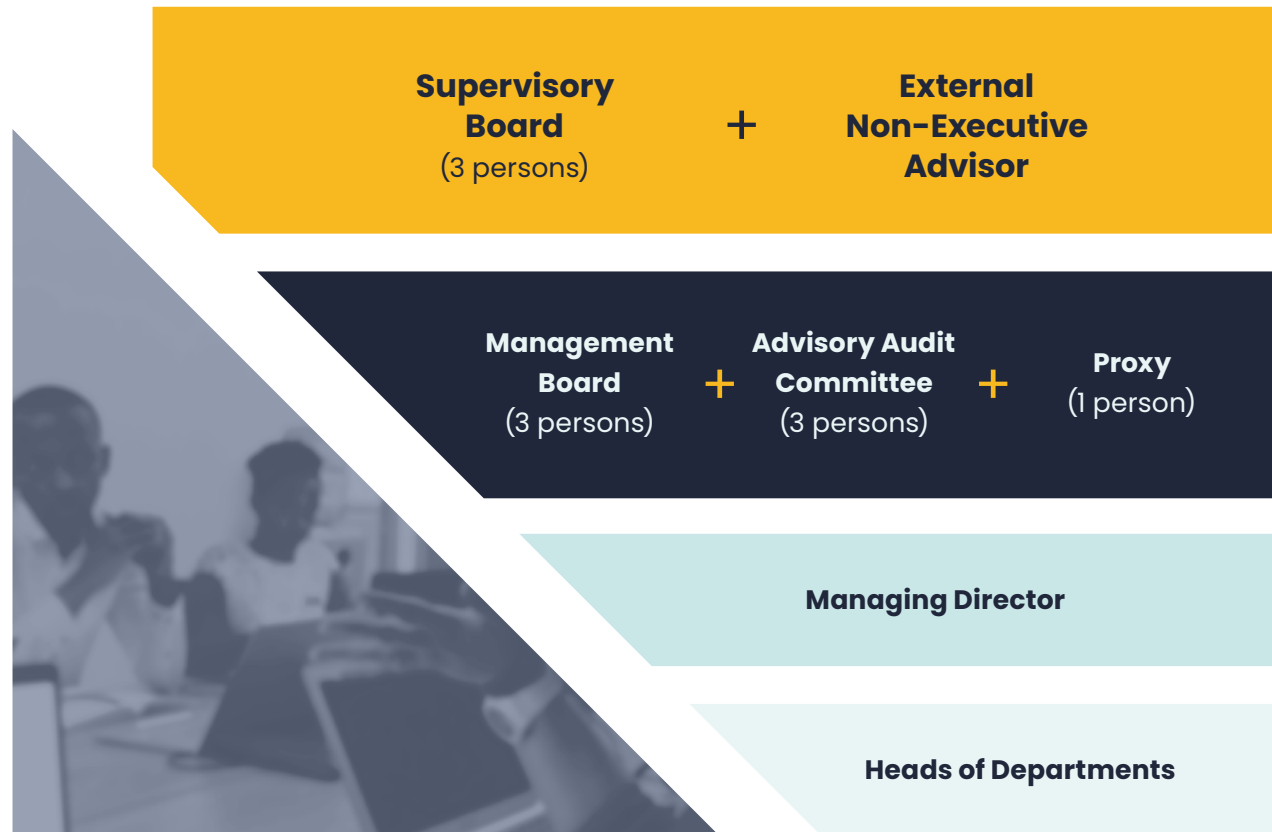 Supervisory
Board
(3 persons)
+
External
Non-Executive
Advisor
Management
Board
(3 persons)
+
Advisory Audit
Committee
(3 persons)
+
Proxy
(1 person)
Managing Director
Heads of Departments